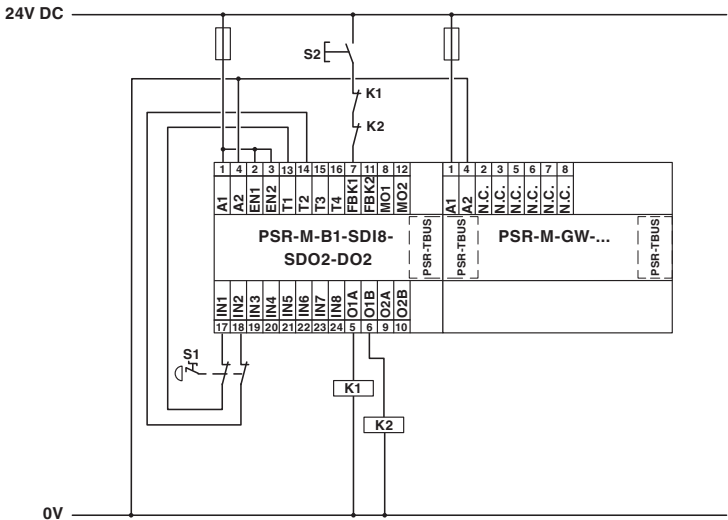 24V DC
S2
K1
K2
1 4 2 3 13 14 15 16 7 11 8 12
A1 A2 EN1 EN2 T1 T2 T3 T4 FBK1 FBK2 MO1 MO2
1 4 2 3 5 6 7 8
A1 A2 N.C. N.C. N.C. N.C. N.C. N.C.
PSR-M-B1-SDI8-
SDO2-DO2
PSR-TBUS
PSR-TBUS
PSR-M-GW-...
PSR-TBUS
IN1 IN2 IN3 IN4 IN5 IN6 IN7 IN8 O1A O1B O2A O2B
17 18 19 20 21 22 23 24 5 6 9 10
S1
K1
K2
0V